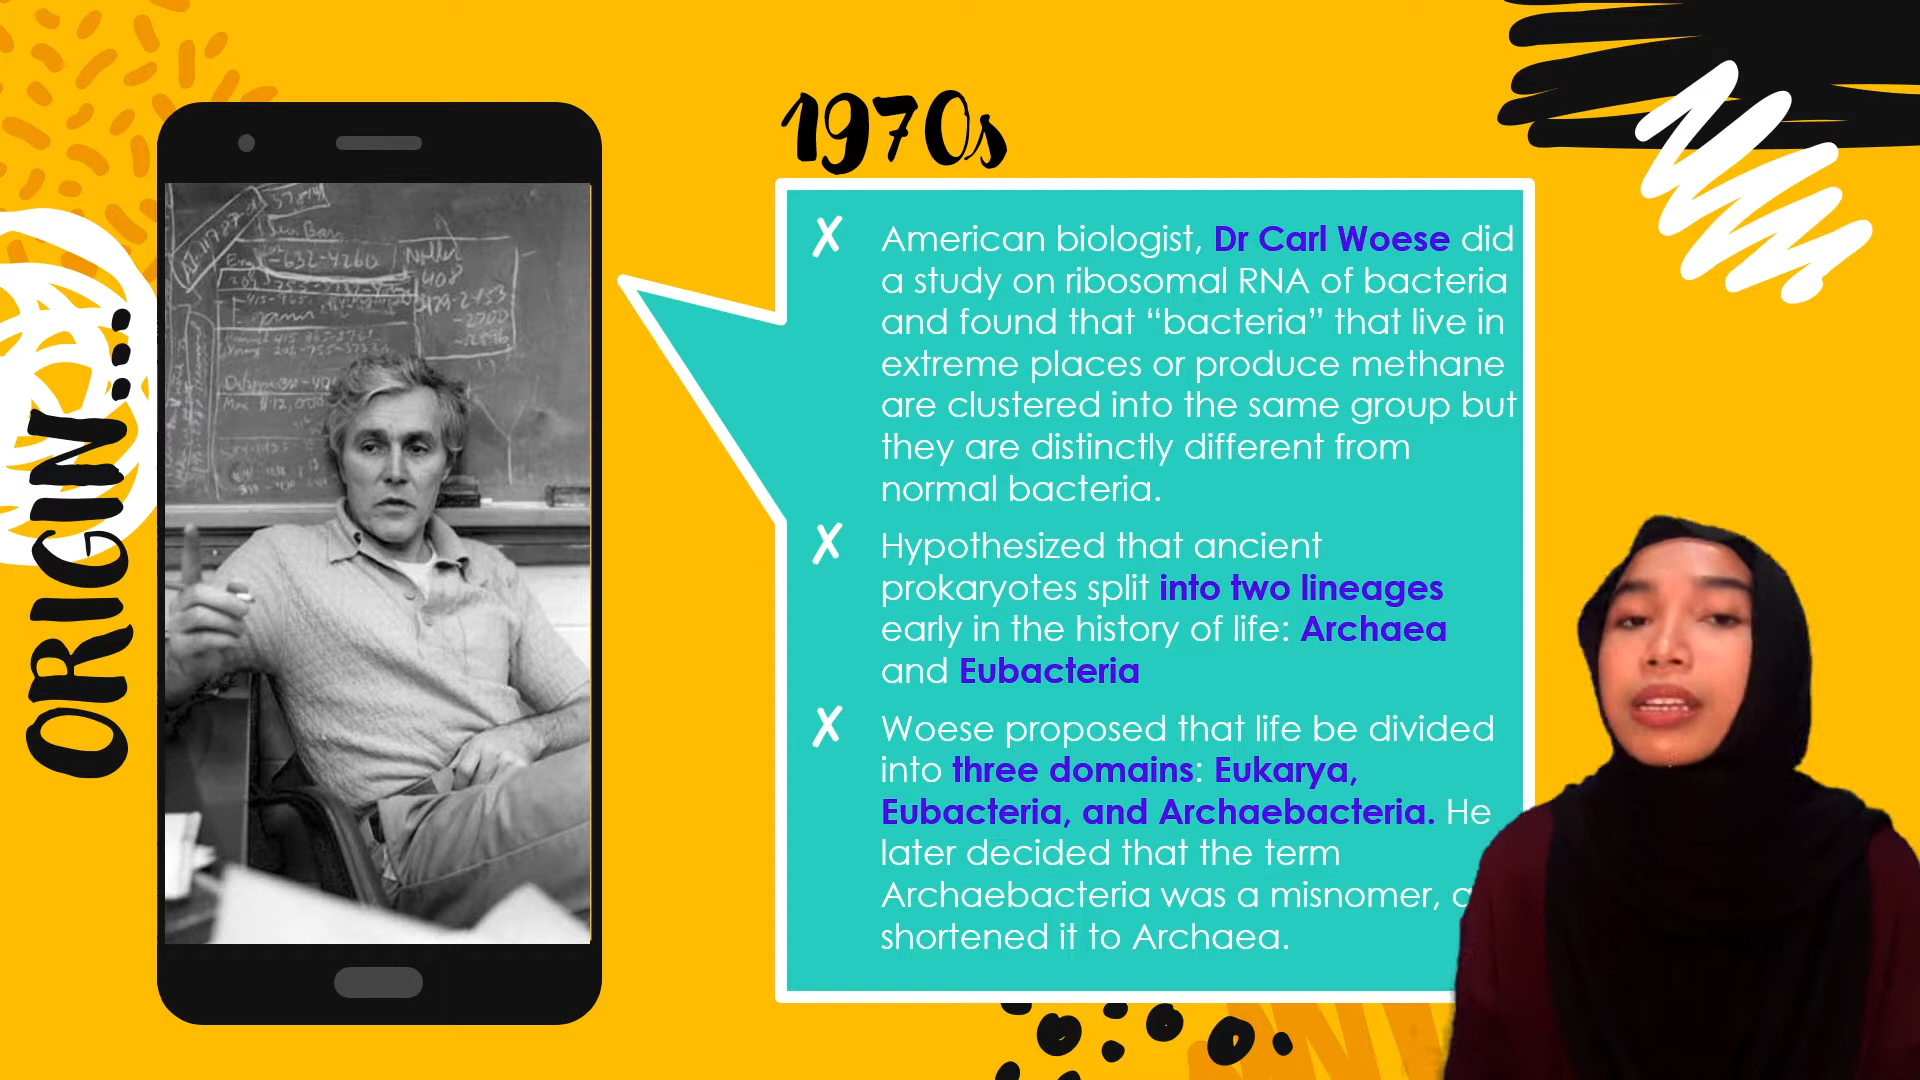 ORIGIN...
1970s
✗ American biologist, Dr Carl Woese did
a study on ribosomal RNA of bacteria
and found that “bacteria” that live in
extreme places or produce methane
are clustered into the same group but
they are distinctly different from
normal bacteria.
✗ Hypothesized that ancient
prokaryotes split into two lineages
early in the history of life: Archaea
and Eubacteria
✗ Woese proposed that life be divided
into three domains: Eukarya,
Eubacteria, and Archaebacteria. He
later decided that the term
Archaebacteria was a misnomer,
shortened it to Archaea.